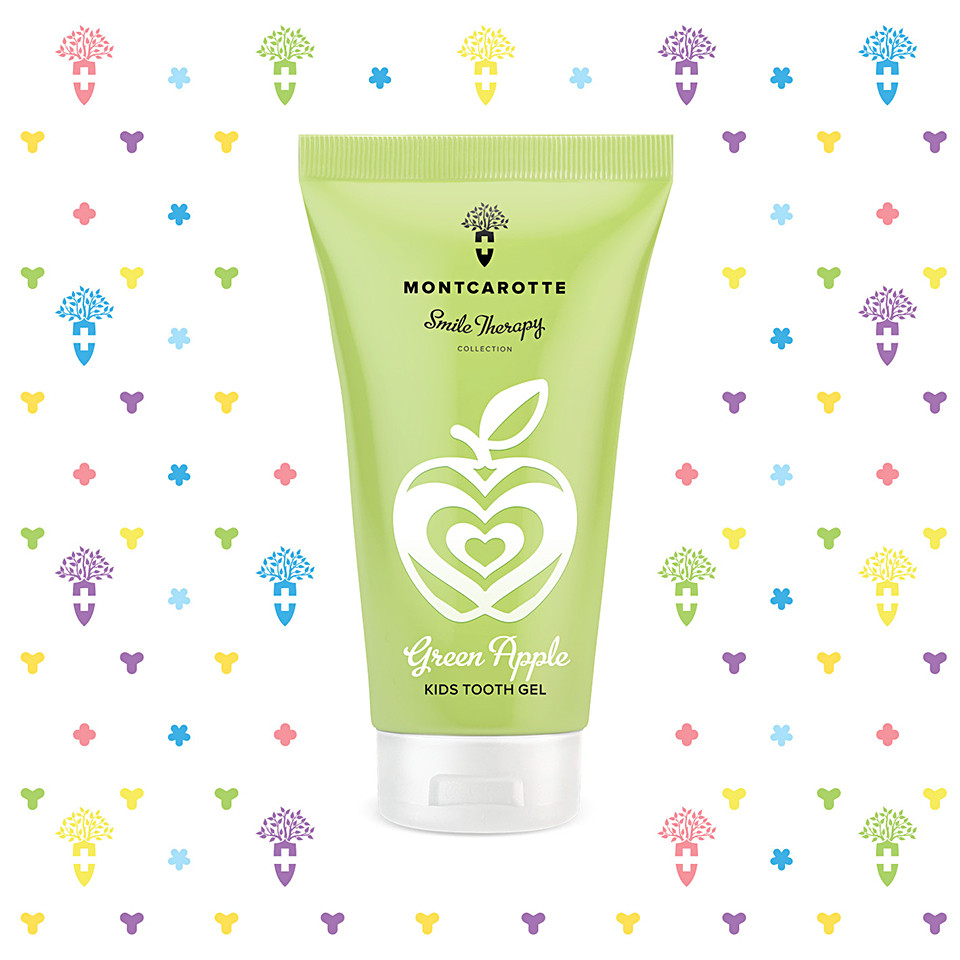 MONTCAROTTE
Smile Therapy
COLLECTION
Green Apple
KIDS TOOTH GEL